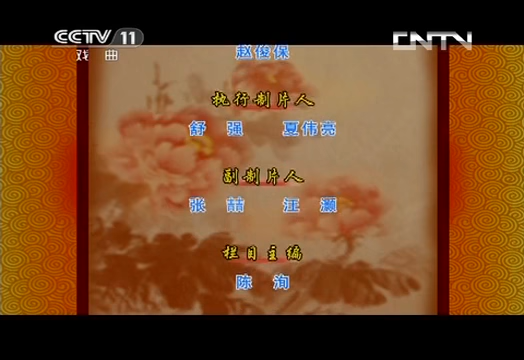 CCTV 11
CNTV
戏曲
赵俊保
执行制片人
舒强 夏伟亮
副制片人
张喆 汪灏
栏目主编
陈洵